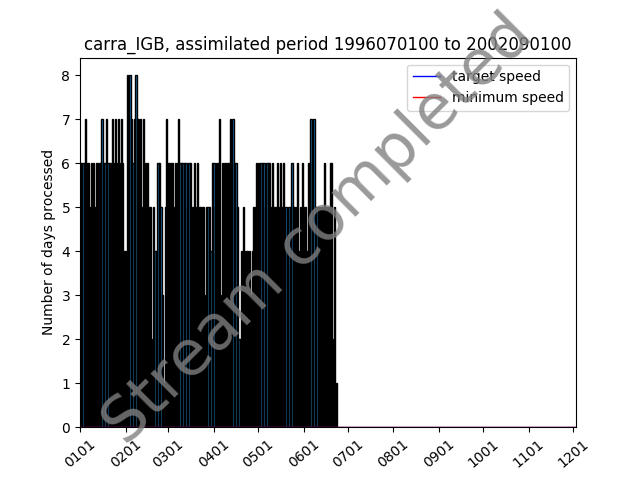 carra_IGB, assimilated period 1996070100 to 2002090100
target speed
minimum speed
Number of days processed
8
7
6
5
4
3
2
1
0
0101 0201 0301 0401 0501 0601 0701 0801 0901 1001 1101 1201
Stream completed